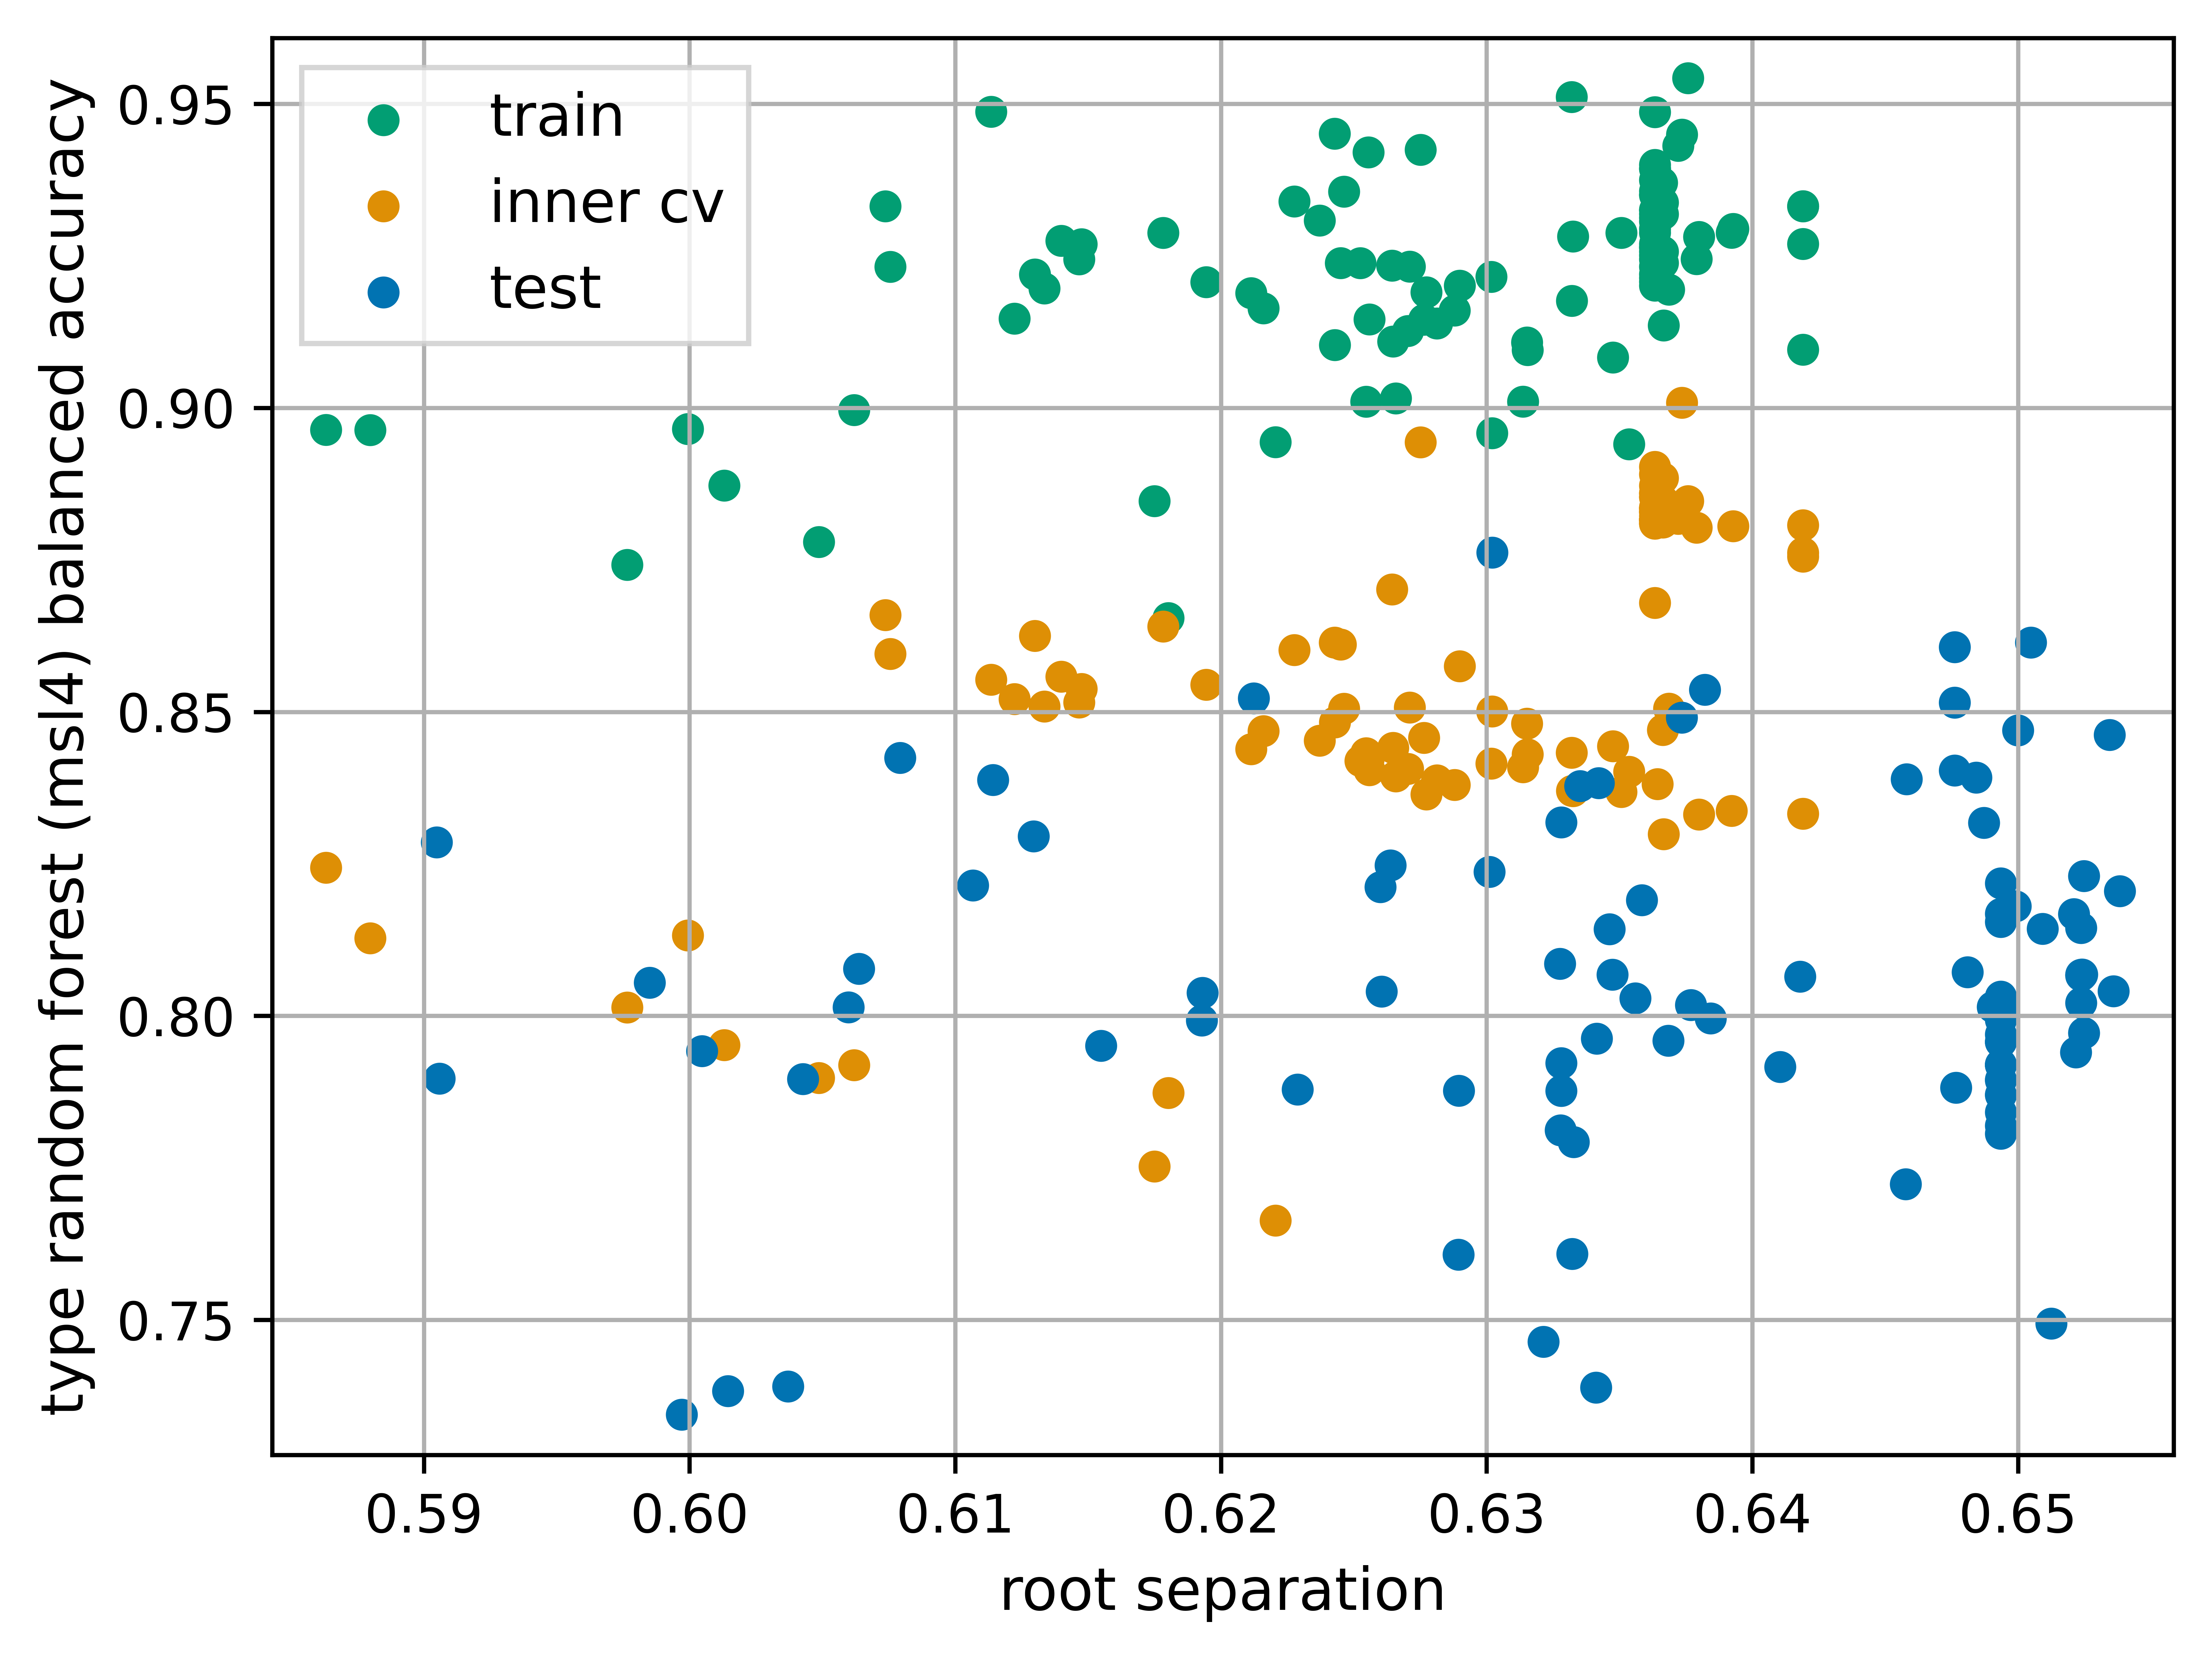 train
inner cv
test
type random forest (msl4) balanced accuracy
0.95
0.90
0.85
0.80
0.75
0.59
0.60
0.61
0.62
0.63
0.64
0.65
root separation